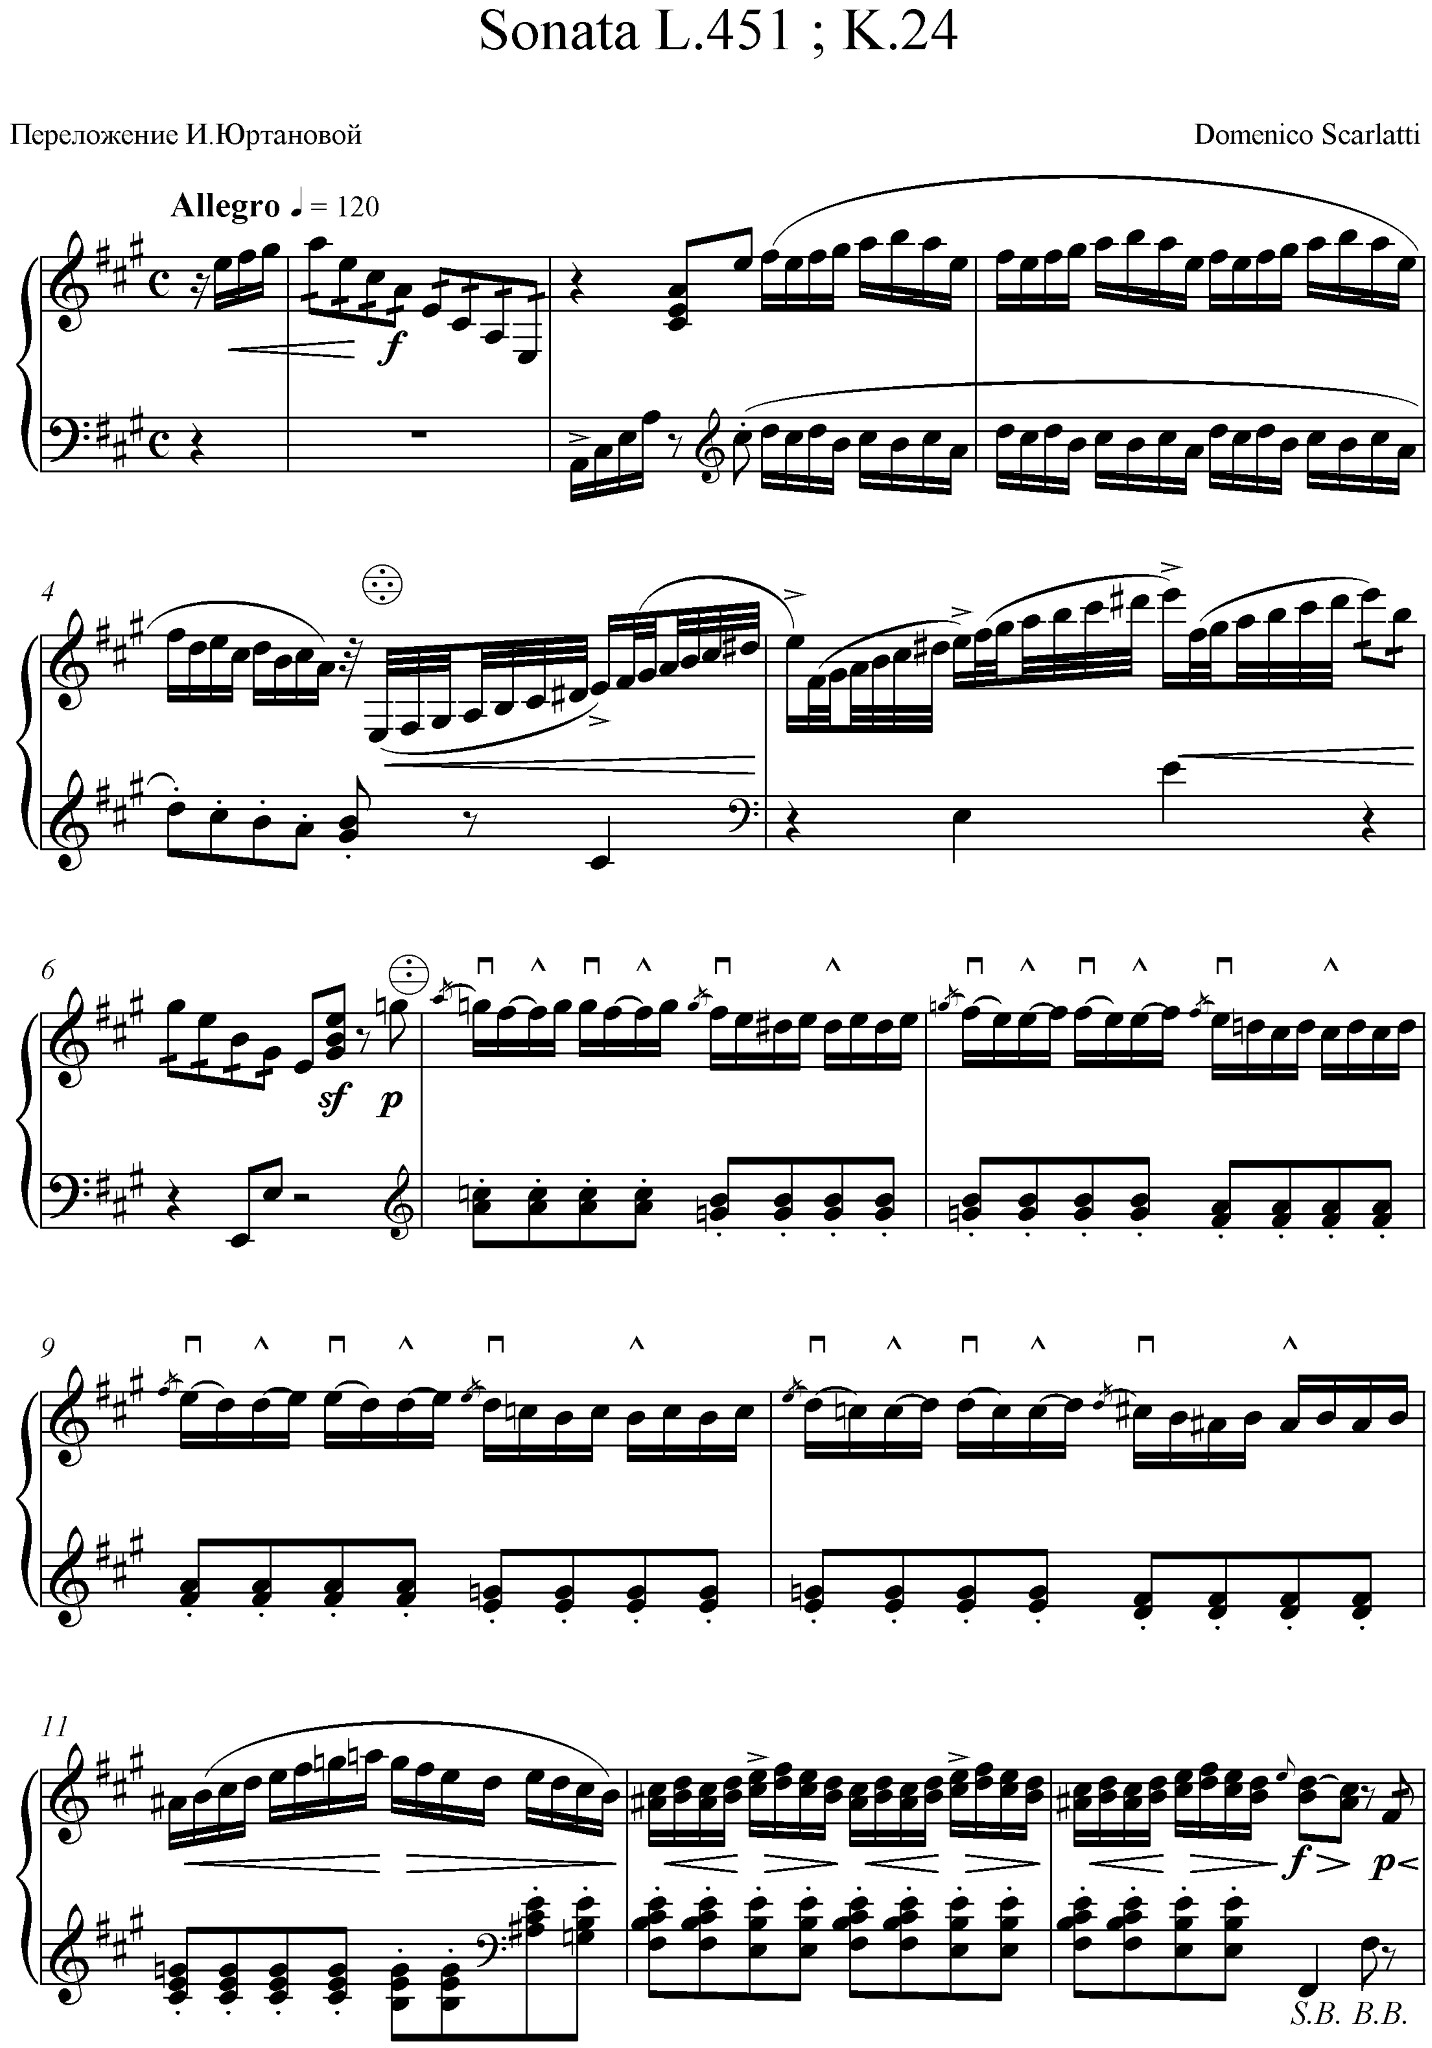 Sonata L.451 ; K.24
Переложение И.Юртановой
Domenico Scarlatti
Allegro ♩ = 120
f
4
6
sf p
9
11
f p
S.B. B.B.